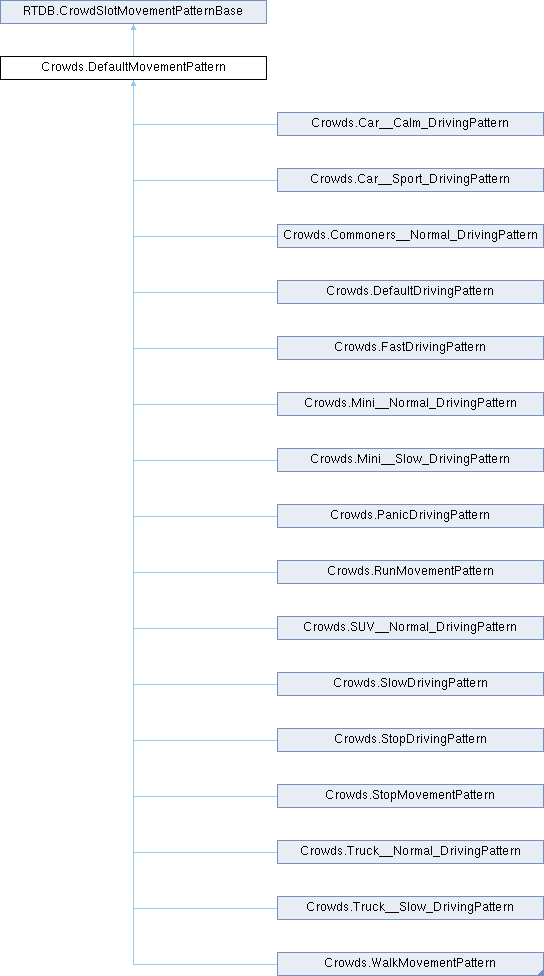 RTDB.CrowdSlotMovementPatternBase
Crowds.DefaultMovementPattern
Crowds.Car__Calm_DrivingPattern
Crowds.Car__Sport_DrivingPattern
Crowds.Commoners__Normal_DrivingPattern
Crowds.DefaultDrivingPattern
Crowds.FastDrivingPattern
Crowds.Mini__Normal_DrivingPattern
Crowds.Mini__Slow_DrivingPattern
Crowds.PanicDrivingPattern
Crowds.RunMovementPattern
Crowds.SUV__Normal_DrivingPattern
Crowds.SlowDrivingPattern
Crowds.StopDrivingPattern
Crowds.StopMovementPattern
Crowds.Truck__Normal_DrivingPattern
Crowds.Truck__Slow_DrivingPattern
Crowds.WalkMovementPattern